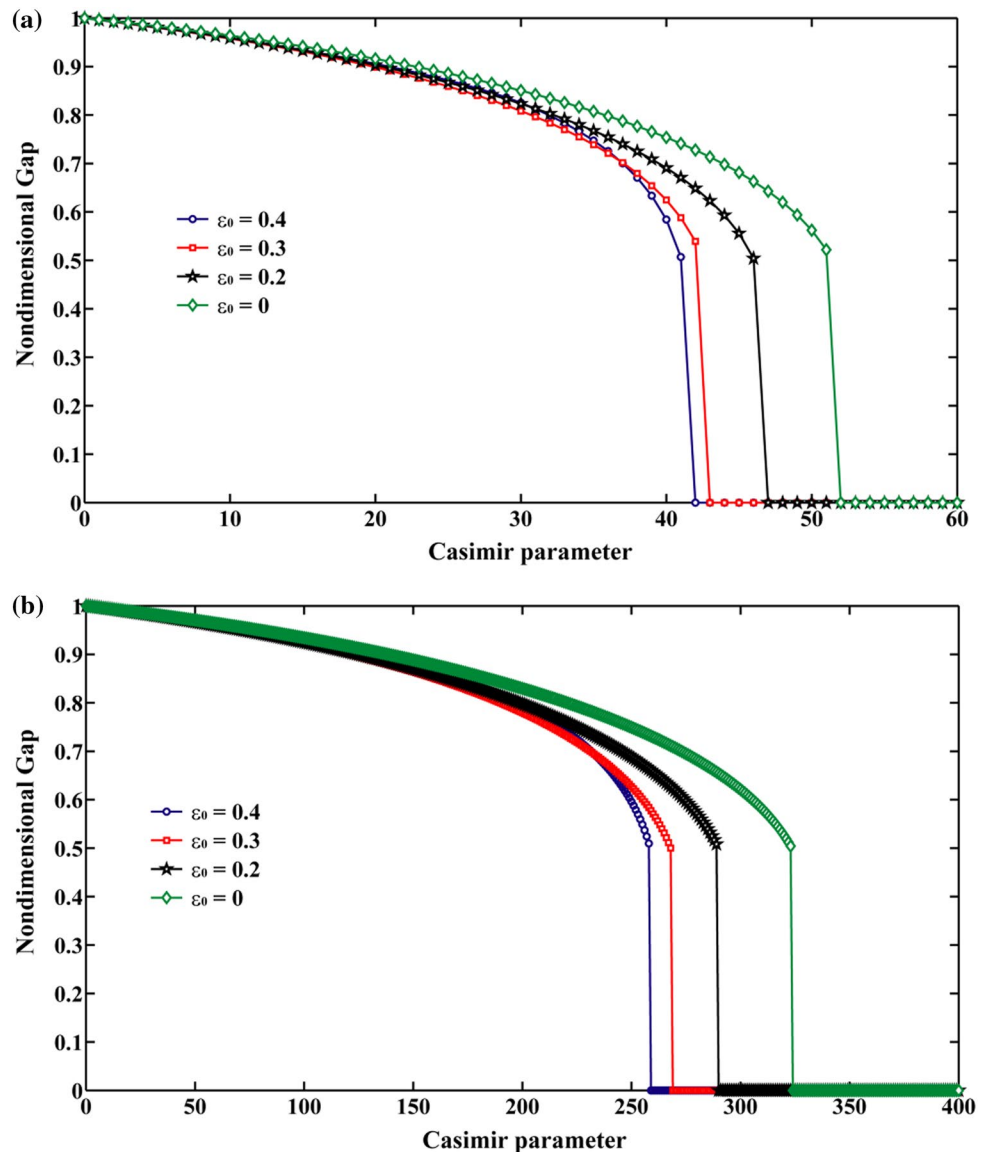 (a)
Nondimensional Gap
1
0.9
0.8
0.7
0.6
0.5
0.4
0.3
0.2
0.1
0
ε₀ = 0.4
ε₀ = 0.3
ε₀ = 0.2
ε₀ = 0
0 10 20 30 40 50 60
Casimir parameter
(b)
Nondimensional Gap
1
0.9
0.8
0.7
0.6
0.5
0.4
0.3
0.2
0.1
0
ε₀ = 0.4
ε₀ = 0.3
ε₀ = 0.2
ε₀ = 0
0 50 100 150 200 250 300 350 400
Casimir parameter